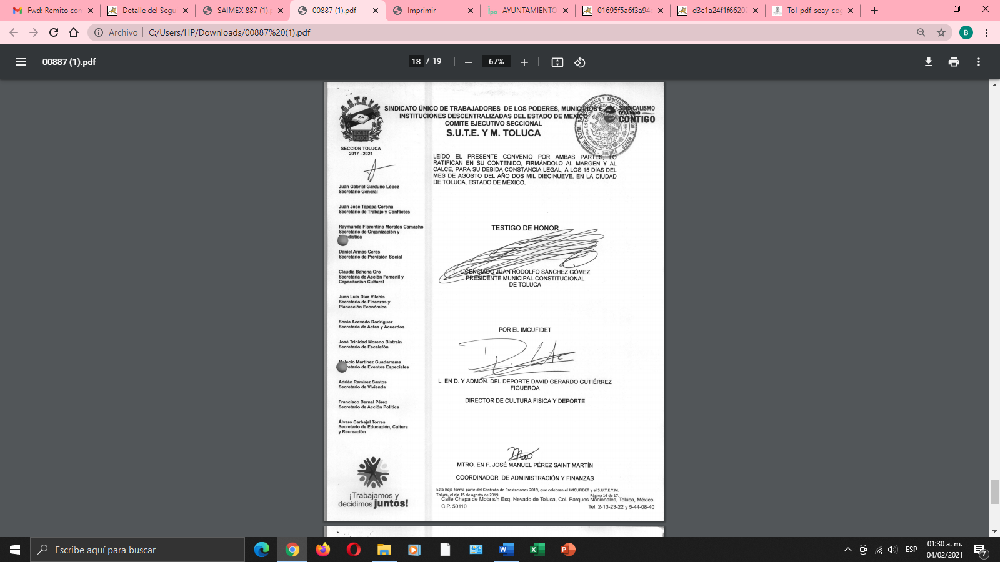 Fwd: Remito con
Detalle del Segu
SAIMEX 887 (1).p
00887 (1).pdf
Imprimir
AYUNTAMIENTO
01695f5a6f3a94
d3c1a24f1f6620
Tol-pdf-seay-cog
Archivo
C:/Users/HP/Downloads/00887%20(1).pdf
B
00887 (1).pdf
18 / 19
67%
S.U.T.E.Y M.
EDO. DE MEXICO
SECCION TOLUCA
2017 - 2021
SINDICATO ÚNICO DE TRABAJADORES DE LOS PODERES, MUNICIPIOS E
INSTITUCIONES DESCENTRALIZADAS DEL ESTADO DE MEXICO
COMITE EJECUTIVO SECCIONAL
S.U.T.E. Y M. TOLUCA
SINDICALISMO
DE LA MANO
CONTIGO
TOLUCA
LEÍDO EL PRESENTE CONVENIO POR AMBAS PARTES, LO
RATIFICAN EN SU CONTENIDO, FIRMÁNDOLO AL MARGEN Y AL
CALCE, PARA SU DEBIDA CONSTANCIA LEGAL, A LOS 15 DÍAS DEL
MES DE AGOSTO DEL AÑO DOS MIL DIECINUEVE, EN LA CIUDAD
DE TOLUCA, ESTADO DE MÉXICO.
Juan Gabriel Garduño López
Secretario General
Juan José Tepepa Corona
Secretario de Trabajo y Conflictos
Raymundo Florentino Morales Camacho
Secretario de Organización y
Daniel Armas Ceras
Secretario de Previsión Social
Claudia Bahena Oro
Secretaria de Acción Femenil y
Capacitación Cultural
Juan Luis Díaz Vilchis
Secretario de Finanzas y
Planeación Económica
Sonia Acevedo Rodríguez
Secretaria de Actas y Acuerdos
José Trinidad Moreno Bistrain
Secretario de Escalafón
Martínez Guadarrama
de Eventos Especiales
Adrián Ramírez Santos
Secretario de Vivienda
Francisco Bernal Pérez
Secretario de Acción Política
Álvaro Carbajal Torres
Secretario de Educación, Cultura
y Recreación
¡Trabajamos y
decidimos juntos!
TESTIGO DE HONOR
LICENCIADO JUAN RODOLFO SÁNCHEZ GÓMEZ
PRESIDENTE MUNICIPAL CONSTITUCIONAL
DE TOLUCA
POR EL IMCUFIDET
L. EN D. Y ADMÓN. DEL DEPORTE DAVID GERARDO GUTIÉRREZ
FIGUEROA
DIRECTOR DE CULTURA FISICA Y DEPORTE
MTRO. EN F. JOSÉ MANUEL PÉREZ SAINT MARTÍN
COORDINADOR DE ADMINISTRACIÓN Y FINANZAS
Esta hoja forma parte del Contrato de Prestaciones 2019, que celebran el IMCUFIDET y el S.U.T.E.Y.M.
Toluca, el día 15 de agosto de 2019. Página 16 de 17.
Calle Chapa de Mota s/n Esq. Nevado de Toluca, Col. Parques Nacionales, Toluca, México.
C.P. 50110 Tel. 2-13-23-22 y 5-44-08-40
Escribe aquí para buscar
ESP
01:30 a. m.
04/02/2021
7